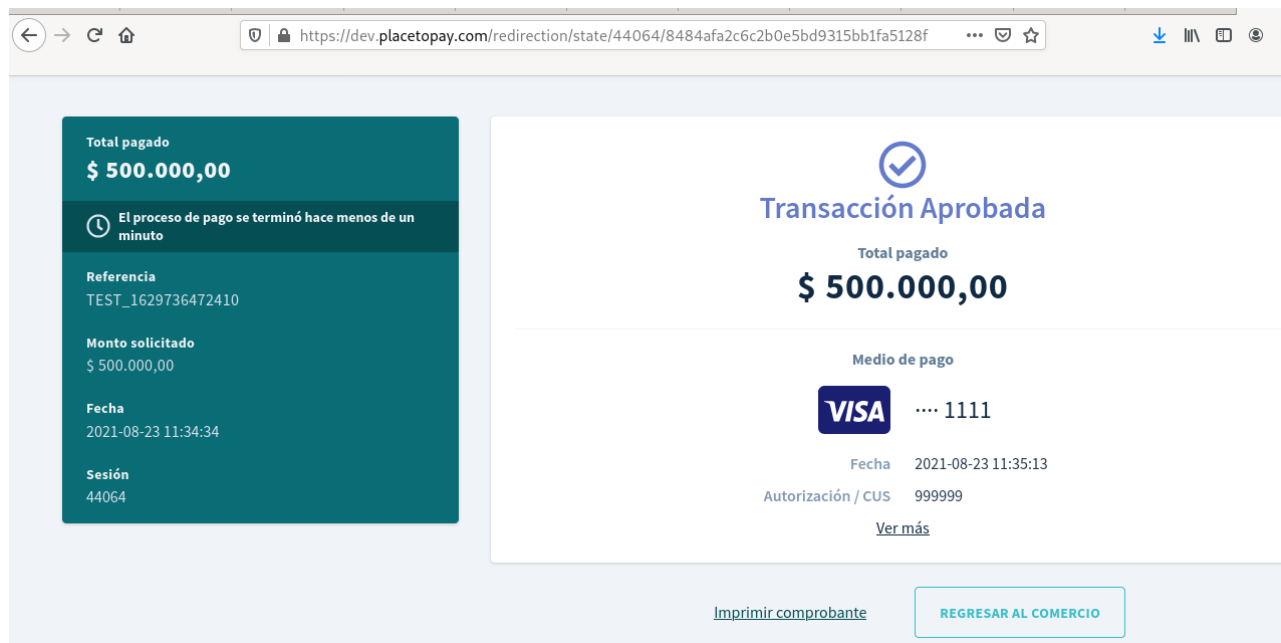 https://dev.placetopay.com/redirection/state/44064/8484afa2c6c2b0e5bd9315bb1fa5128f
Total pagado
$ 500.000,00
El proceso de pago se terminó hace menos de un
minuto
Referencia
TEST_1629736472410
Monto solicitado
$ 500.000,00
Fecha
2021-08-23 11:34:34
Sesión
44064
Transacción Aprobada
Total pagado
$ 500.000,00
Medio de pago
VISA ···· 1111
Fecha 2021-08-23 11:35:13
Autorización / CUS 999999
Ver más
Imprimir comprobante
REGRESAR AL COMERCIO